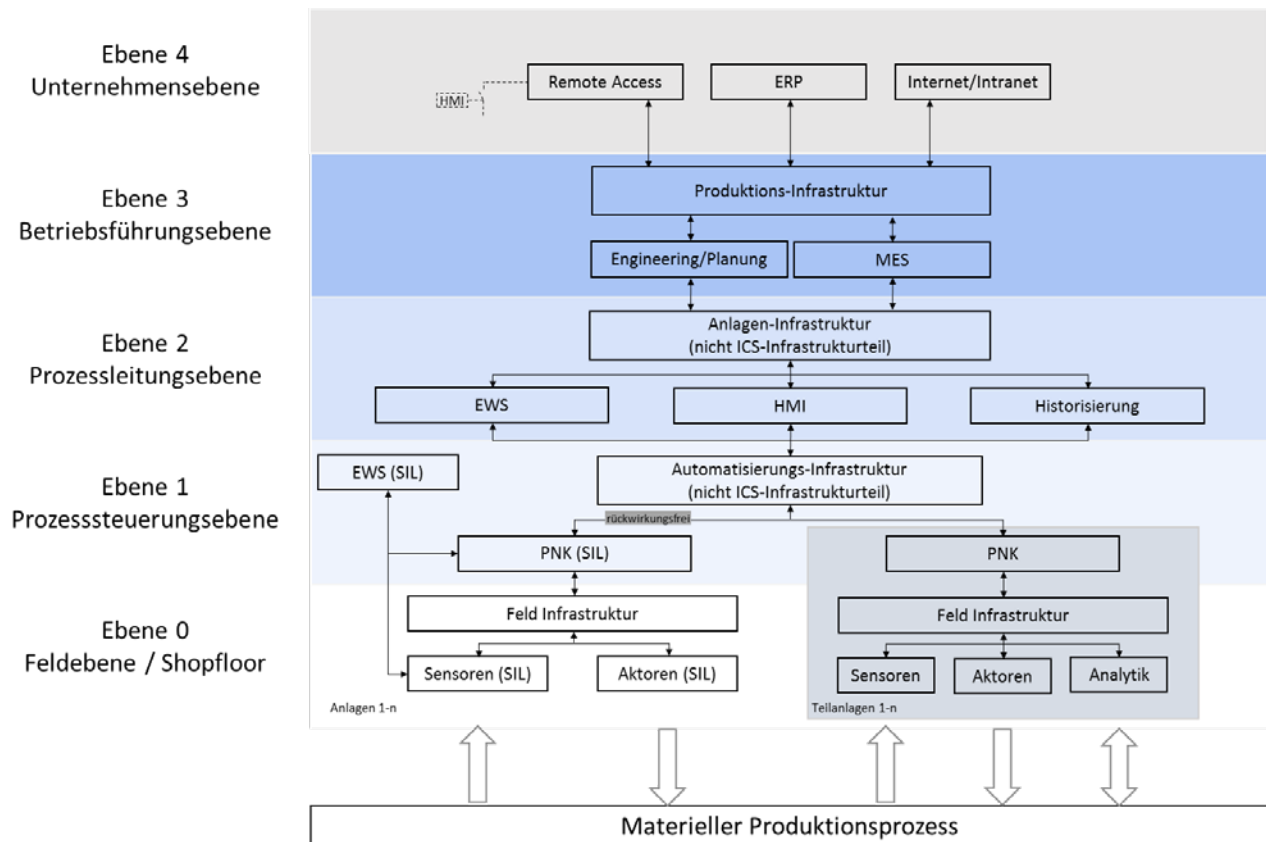 Ebene 4
Unternehmensebene
HMI
Remote Access
ERP
Internet/Intranet
Ebene 3
Betriebsführungsebene
Produktions-Infrastruktur
Engineering/Planung
MES
Ebene 2
Prozessleitungsebene
Anlagen-Infrastruktur
(nicht ICS-Infrastrukturteil)
EWS
HMI
Historisierung
Ebene 1
Prozesssteuerungsebene
EWS (SIL)
Automatisierungs-Infrastruktur
(nicht ICS-Infrastrukturteil)
rückwirkungsfrei
PNK (SIL)
PNK
Ebene 0
Feldebene / Shopfloor
Feld Infrastruktur
Feld Infrastruktur
Sensoren (SIL)
Aktoren (SIL)
Sensoren
Aktoren
Analytik
Anlagen 1-n
Teilanlagen 1-n
Materieller Produktionsprozess